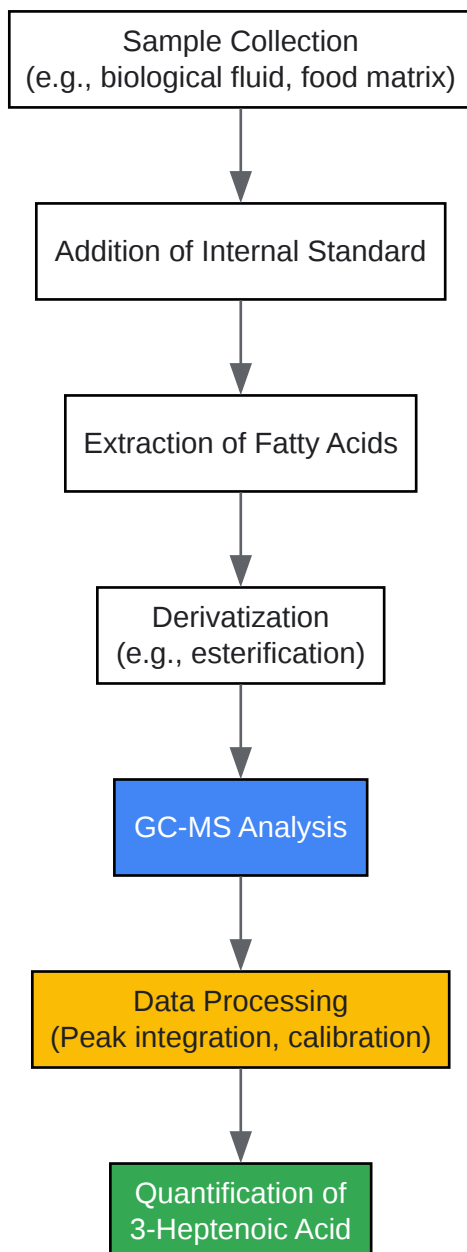 Sample Collection
(e.g., biological fluid, food matrix)
Addition of Internal Standard
Extraction of Fatty Acids
Derivatization
(e.g., esterification)
GC-MS Analysis
Data Processing
(Peak integration, calibration)
Quantification of
3-Heptenoic Acid